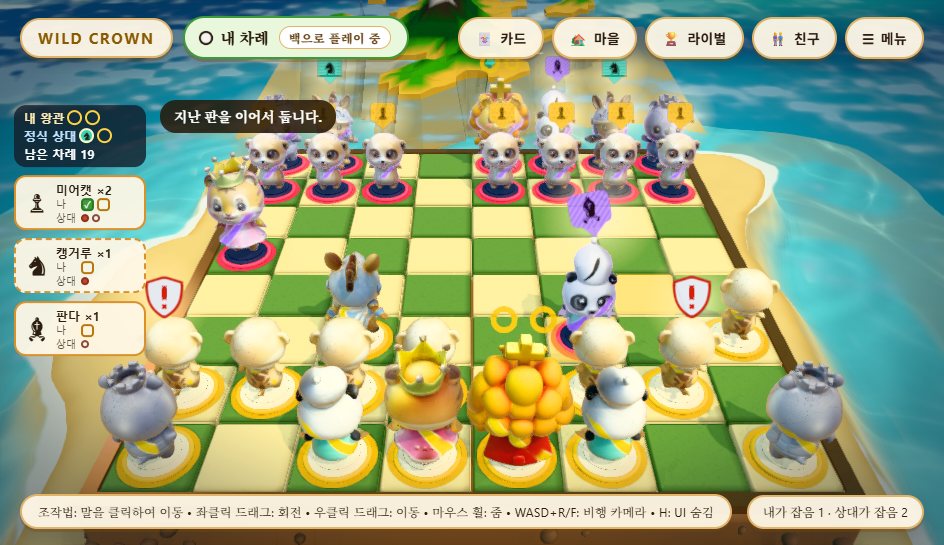 WILD CROWN
내 차례
백으로 플레이 중
카드
마을
라이벌
친구
☰ 메뉴
내 왕관
정식 상대
남은 차례 19
지난 판을 이어서 둡니다.
미어캣 ×2
나
상대
캥거루 ×1
나
상대
판다 ×1
나
상대
조작법: 말을 클릭하여 이동 • 좌클릭 드래그: 회전 • 우클릭 드래그: 이동 • 마우스 휠: 줌 • WASD+R/F: 비행 카메라 • H: UI 숨김
내가 잡음 1 · 상대가 잡음 2